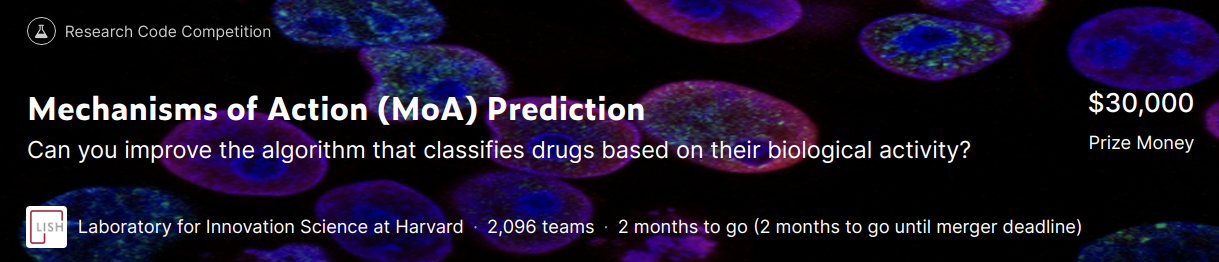 Research Code Competition
Mechanisms of Action (MoA) Prediction
$30,000
Can you improve the algorithm that classifies drugs based on their biological activity?
Prize Money
LISH
Laboratory for Innovation Science at Harvard · 2,096 teams · 2 months to go (2 months to go until merger deadline)